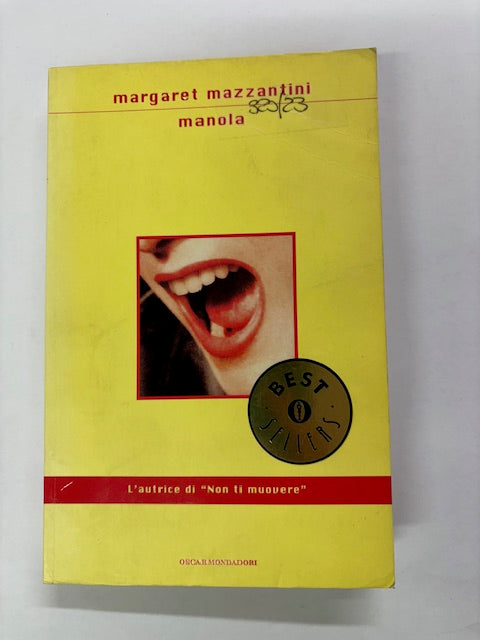 margaret mazzantini
manola
BEST
SELLERS
L'autrice di "Non ti muovere"
OSCAR MONDADORI